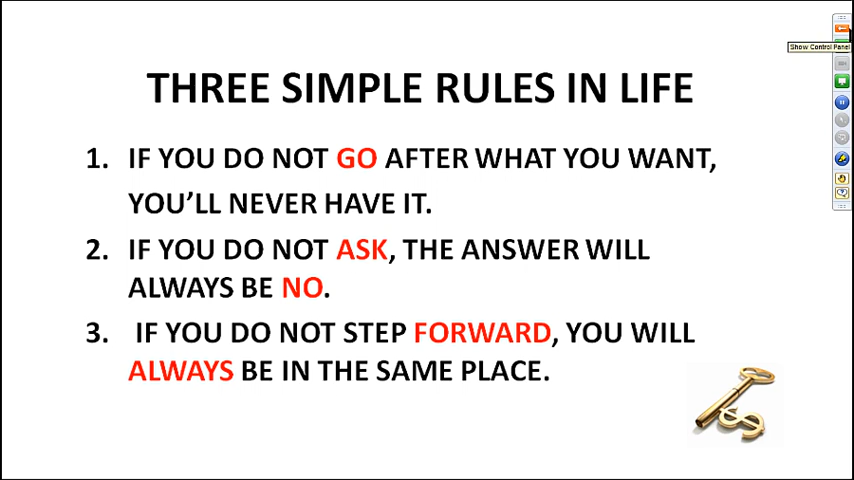 Show Control Panel
THREE SIMPLE RULES IN LIFE
1. IF YOU DO NOT GO AFTER WHAT YOU WANT,
YOU’LL NEVER HAVE IT.
2. IF YOU DO NOT ASK, THE ANSWER WILL
ALWAYS BE NO.
3. IF YOU DO NOT STEP FORWARD, YOU WILL
ALWAYS BE IN THE SAME PLACE.
$